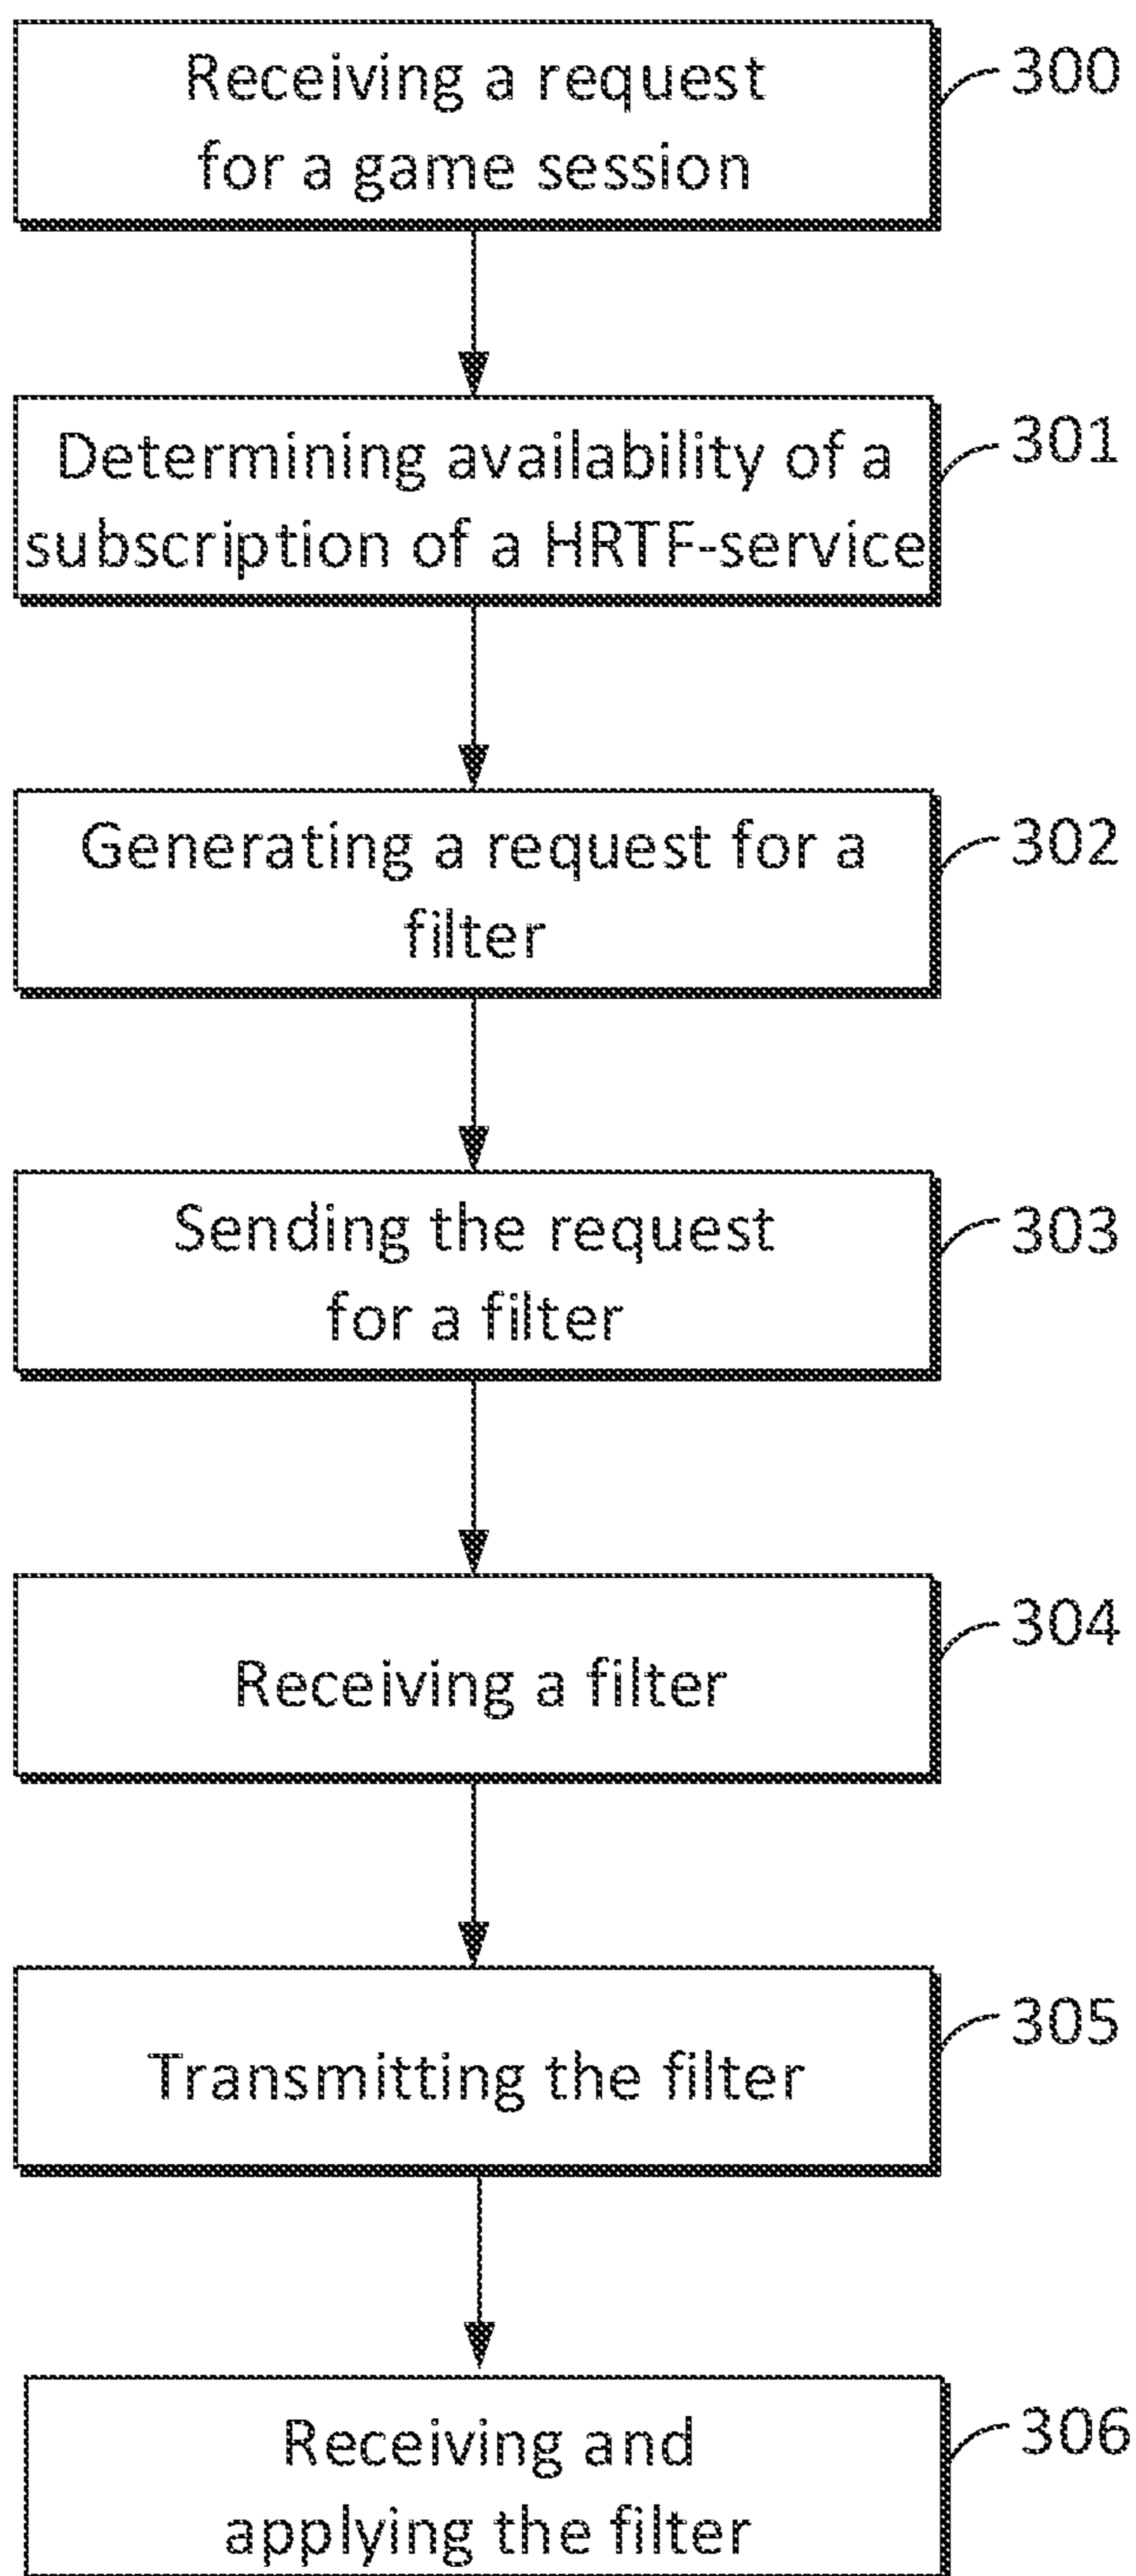 Receiving a request
for a game session
300
Determining availability of a
subscription of a HRTF-service
301
Generating a request for a
filter
302
Sending the request
for a filter
303
Receiving a filter
304
Transmitting the filter
305
Receiving and
applying the filter
306